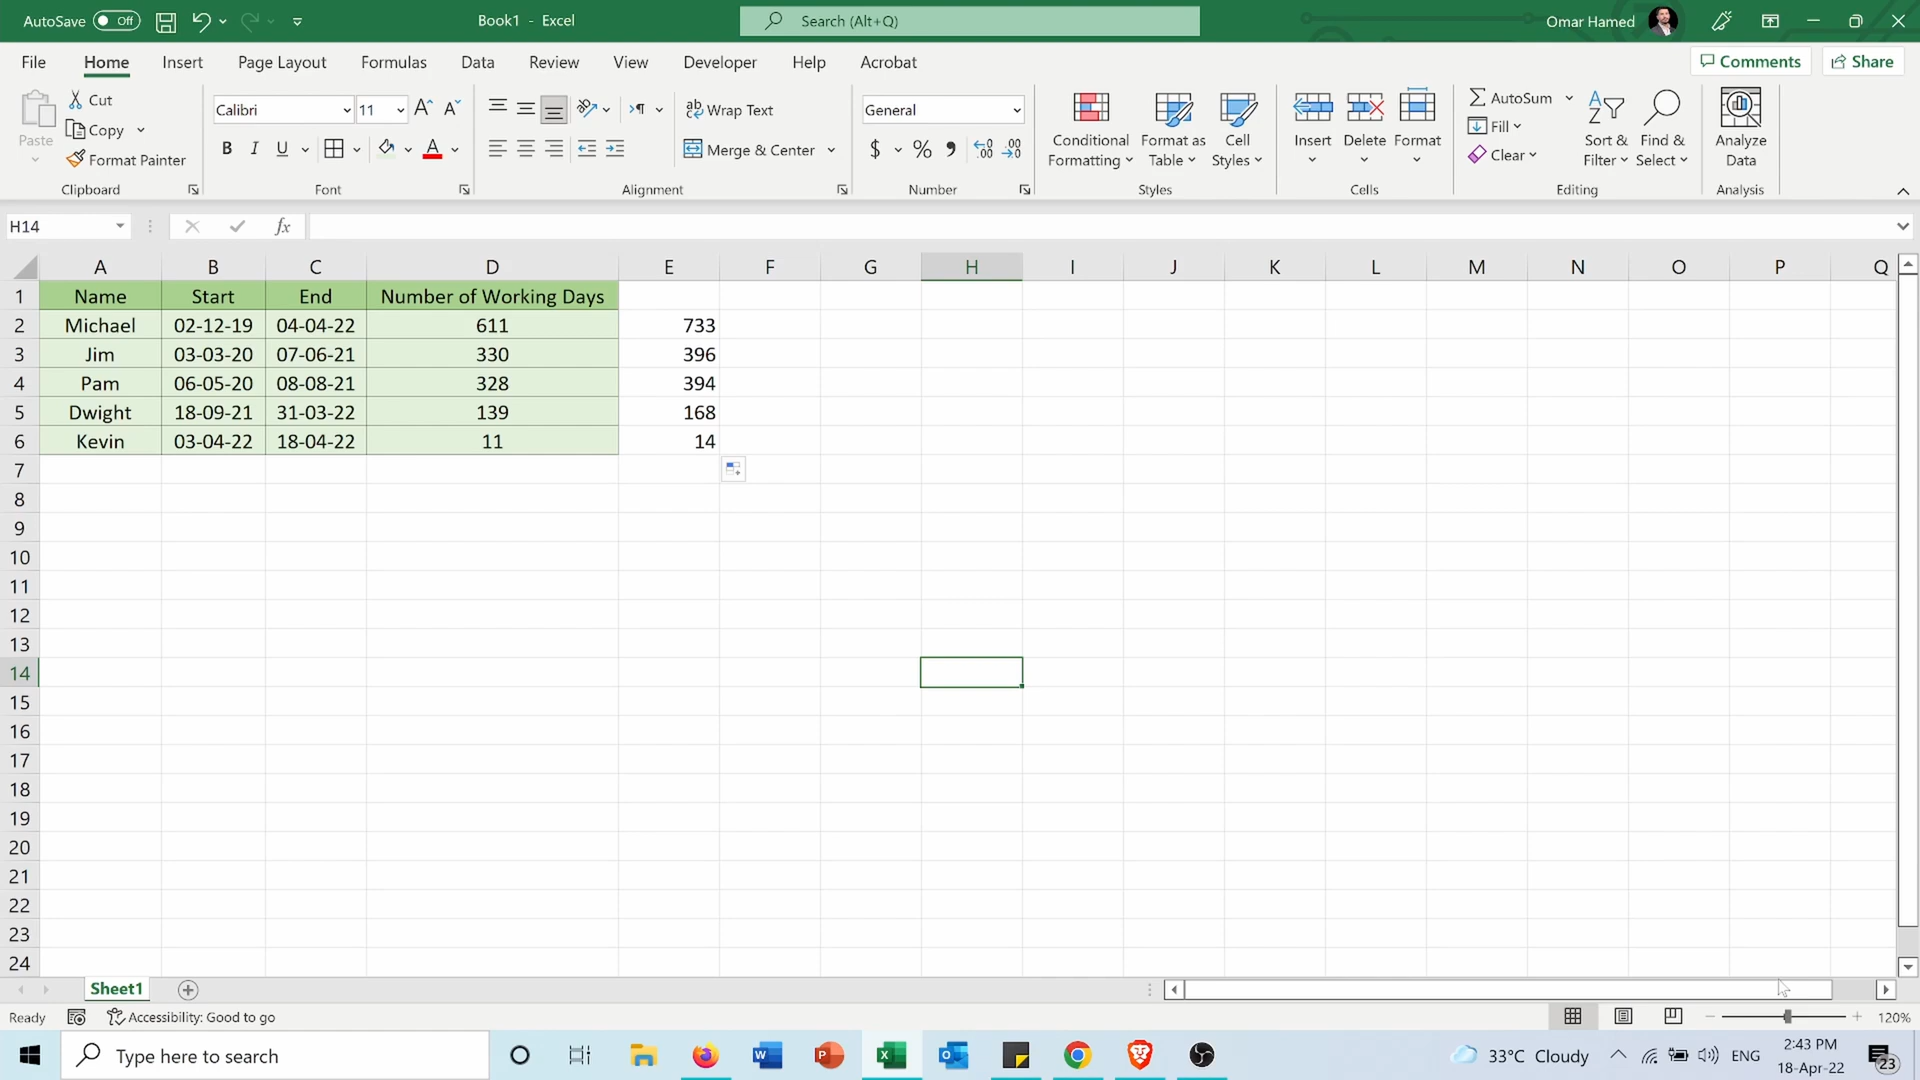 AutoSave Off Book1 - Excel Search (Alt+Q) Omar Hamed
File Home Insert Page Layout Formulas Data Review View Developer Help Acrobat Comments Share
Paste Cut Copy Format Painter Clipboard
Calibri 11 A A B I U A Font
ab Wrap Text Merge & Center Alignment
General $ % 9 .00 .00 Number
Conditional Formatting Format as Table Cell Styles Styles
Insert Delete Format Cells
AutoSum Fill Clear Sort & Filter Find & Select Editing
Analyze Data Analysis
H14 fx
A B C D E F G H I J K L M N O P Q
1 Name Start End Number of Working Days
2 Michael 02-12-19 04-04-22 611 733
3 Jim 03-03-20 07-06-21 330 396
4 Pam 06-05-20 08-08-21 328 394
5 Dwight 18-09-21 31-03-22 139 168
6 Kevin 03-04-22 18-04-22 11 14
7
8
9
10
11
12
13
14
15
16
17
18
19
20
21
22
23
24
Sheet1
Ready Accessibility: Good to go 120%
Type here to search 33°C Cloudy ENG 2:43 PM
18-Apr-22 23